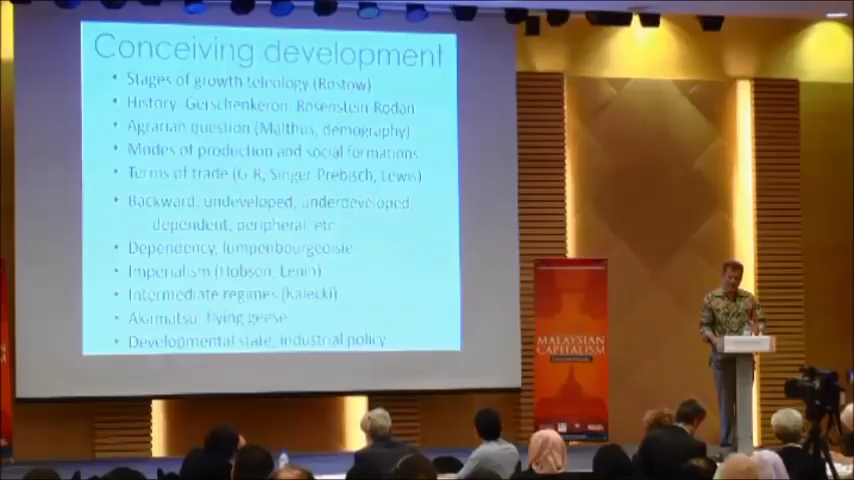 Conceiving development
• Stages of growth teleology (Rostow)
• History Gerschenkeron, Rosenstein-Rodan
• Agrarian question (Malthus, demography)
• Modes of production and social formations
• Terms of trade (G R, Singer Prebisch, Lewis)
• Backward, undeveloped, underdeveloped
dependent, peripheral, etc
• Dependency, lumpenbourgeoisie
• Imperialism (Hobson, Lenin)
• Intermediate regimes (Kalecki)
• Akamatsu flying geese
• Developmental state, industrial policy
MALAYSIAN
CAPITALISM